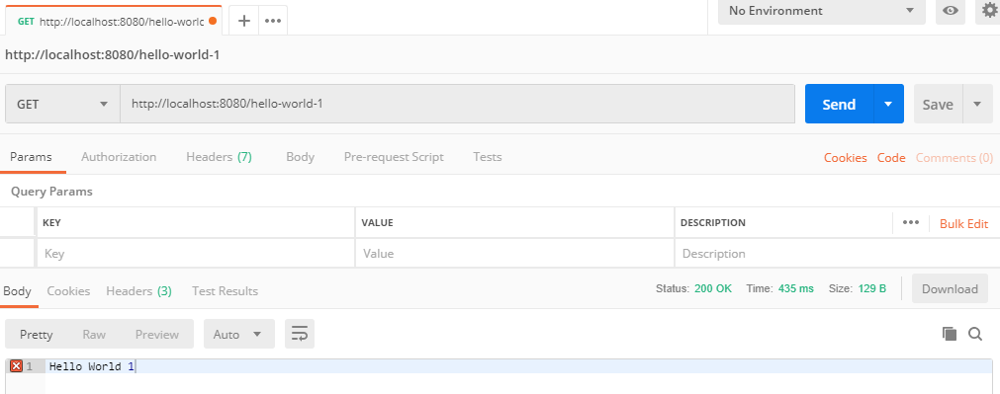 GET http://localhost:8080/hello-worlc + ••• No Environment
http://localhost:8080/hello-world-1
GET http://localhost:8080/hello-world-1 Send Save
Params Authorization Headers (7) Body Pre-request Script Tests Cookies Code Comments (0)
Query Params
KEY VALUE DESCRIPTION ••• Bulk Edit
Key Value Description
Body Cookies Headers (3) Test Results Status: 200 OK Time: 435 ms Size: 129 B Download
Pretty Raw Preview Auto
1 Hello World 1